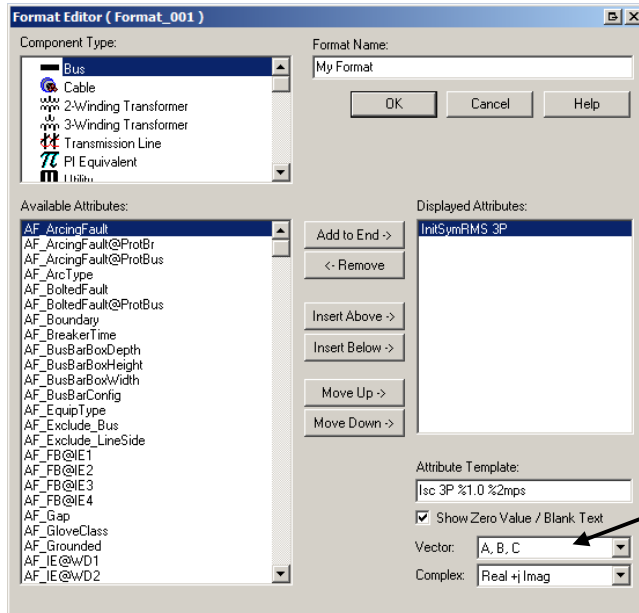 Format Editor ( Format_001 )
Component Type:
Bus
Cable
2-Winding Transformer
3-Winding Transformer
Transmission Line
PI Equivalent
Utility
Format Name:
My Format
OK
Cancel
Help
Available Attributes:
AF_ArcingFault
AF_ArcingFault@ProtBr
AF_ArcingFault@ProtBus
AF_ArcType
AF_BoltedFault
AF_BoltedFault@ProtBus
AF_Boundary
AF_BreakerTime
AF_BusBarBoxDepth
AF_BusBarBoxHeight
AF_BusBarBoxWidth
AF_BusBarConfig
AF_EquipType
AF_Exclude_Bus
AF_Exclude_LineSide
AF_FB@IE1
AF_FB@IE2
AF_FB@IE3
AF_FB@IE4
AF_Gap
AF_GloveClass
AF_Grounded
AF_IE@WD1
AF_IE@WD2
Add to End ->
<- Remove
Insert Above ->
Insert Below ->
Move Up ->
Move Down ->
Displayed Attributes:
InitSymRMS 3P
Attribute Template:
Isc 3P %1.0 %2mps
Show Zero Value / Blank Text
Vector:
A, B, C
Complex:
Real +j Imag